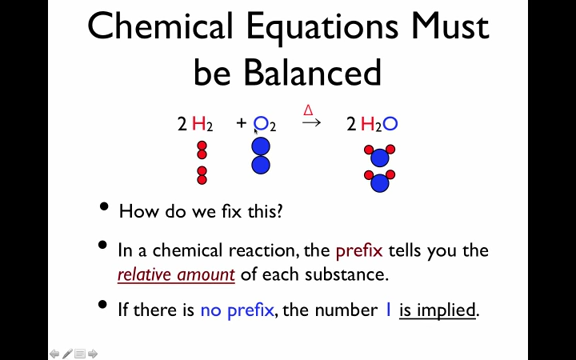 Chemical Equations Must
be Balanced
2 H₂ + O₂ Δ → 2 H₂O
• How do we fix this?
• In a chemical reaction, the prefix tells you the
relative amount of each substance.
• If there is no prefix, the number 1 is implied.